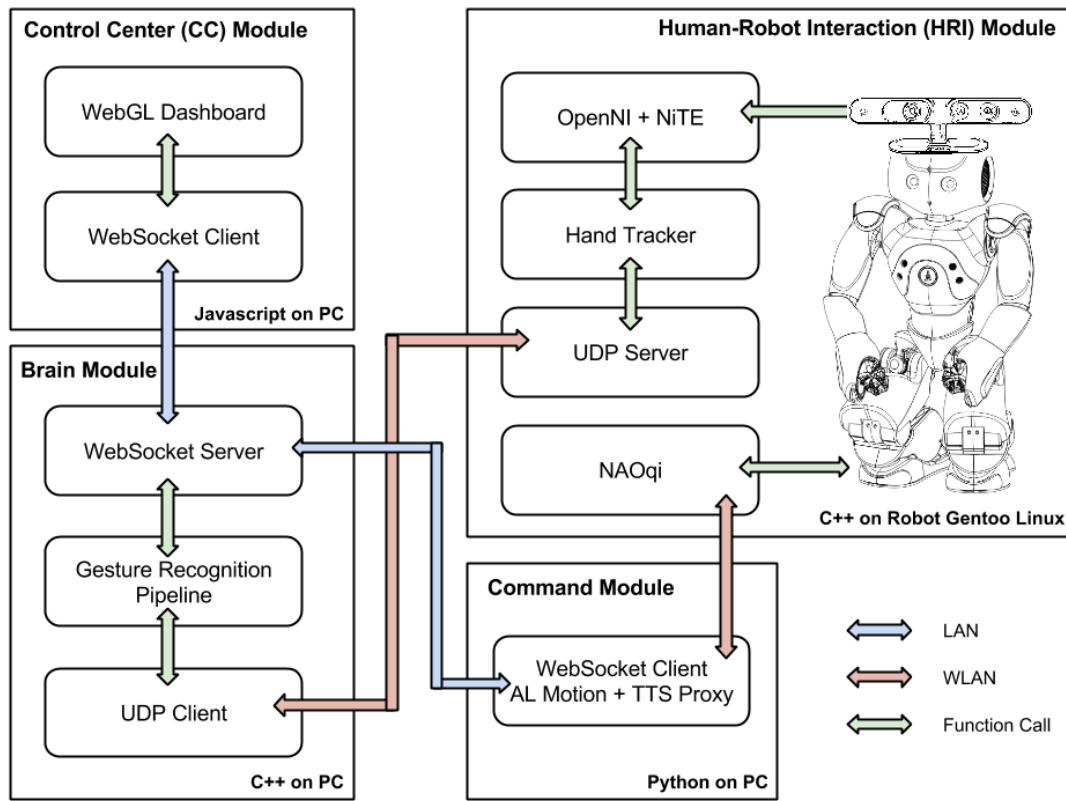 Control Center (CC) Module
WebGL Dashboard
WebSocket Client
Javascript on PC
Brain Module
WebSocket Server
Gesture Recognition
Pipeline
UDP Client
C++ on PC
Human-Robot Interaction (HRI) Module
OpenNI + NiTE
Hand Tracker
UDP Server
NAOqi
C++ on Robot Gentoo Linux
Command Module
WebSocket Client
AL Motion + TTS Proxy
Python on PC
LAN
WLAN
Function Call